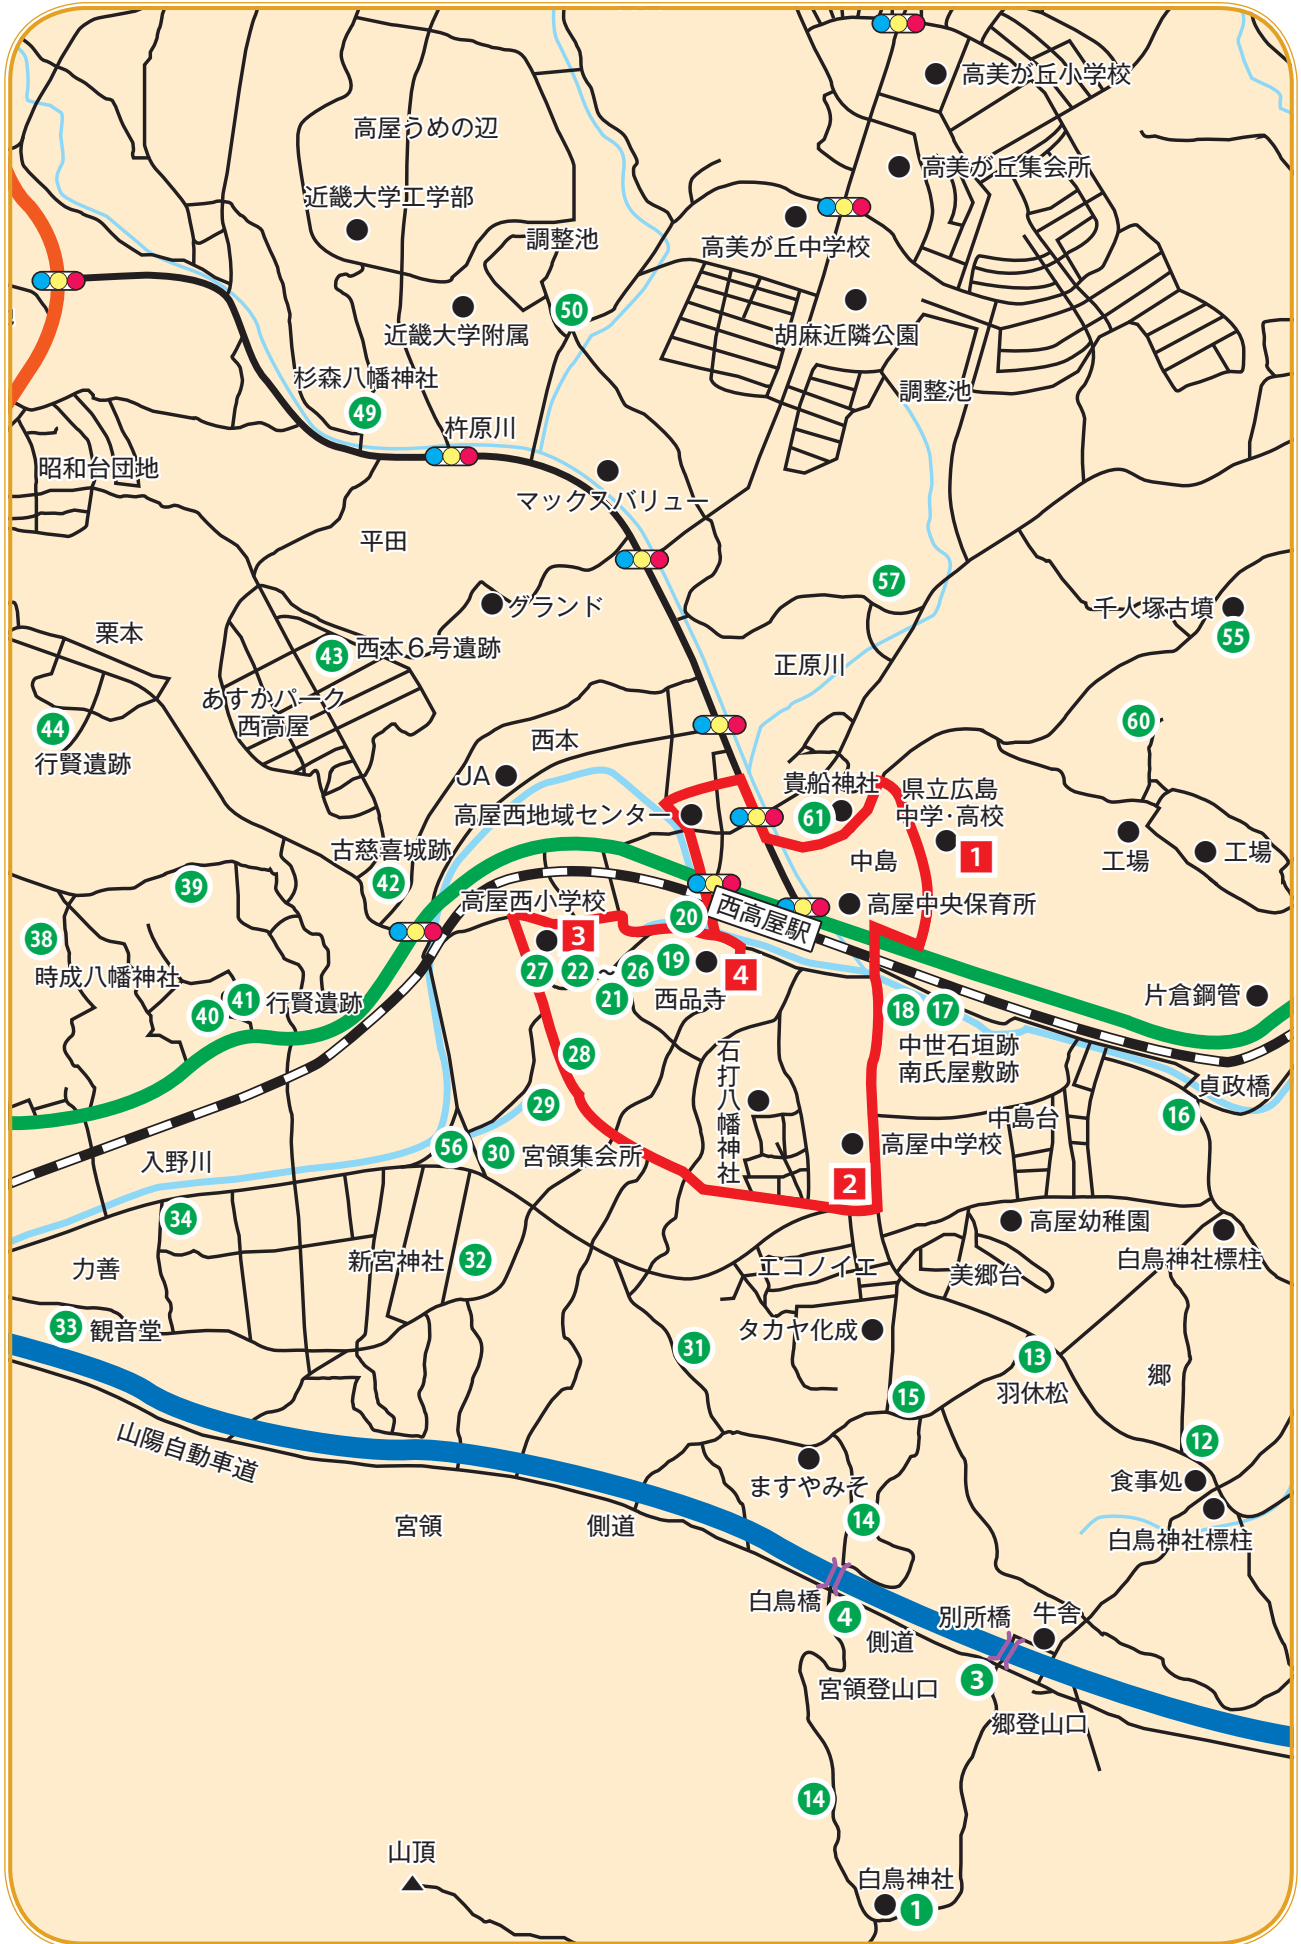 高美が丘小学校
高屋うめの辺
高美が丘集会所
近畿大学工学部
調整池
高美が丘中学校
50
近畿大学附属
胡麻近隣公園
杉森八幡神社
49
調整池
杵原川
昭和台団地
マックスバリュー
平田
57
グランド
千人塚古墳
55
栗本
43
西本6号遺跡
正原川
あすかパーク
西高屋
44
行賢遺跡
60
西本
JA
貴船神社
県立広島
中学・高校
高屋西地域センター
61
1
中島
工場
工場
古慈喜城跡
42
39
高屋西小学校
高屋中央保育所
西高屋駅
20
38
3
時成八幡神社
27
22
~
26
19
4
21
西品寺
41
行賢遺跡
40
片倉鋼管
18
17
中世石垣跡
南氏屋敷跡
28
石打八幡神社
貞政橋
29
中島台
16
56
30
宮領集会所
高屋中学校
入野川
2
34
高屋幼稚園
白鳥神社標柱
力善
新宮神社
32
エコノイエ
美郷台
33
観音堂
タカヤ化成
31
13
羽休松
郷
15
山陽自動車道
12
ますやみそ
食事処
14
宮領
側道
白鳥神社標柱
白鳥橋
4
別所橋
牛舎
側道
3
宮領登山口
郷登山口
14
山頂
白鳥神社
1